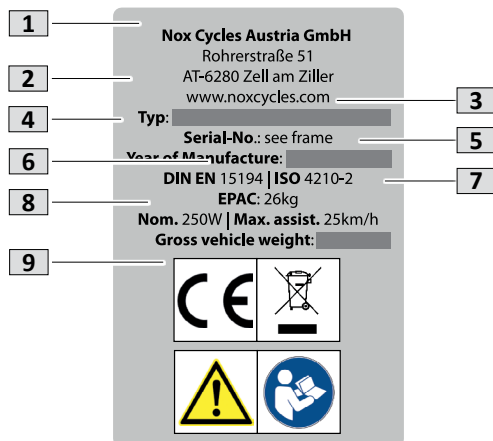 1
Nox Cycles Austria GmbH
Rohrerstraße 51
2
AT-6280 Zell am Ziller
www.noxcycles.com
3
4
Typ:
Serial-No.: see frame
5
6
Year of Manufacture:
DIN EN 15194 | ISO 4210-2
7
8
EPAC: 26kg
Nom. 250W | Max. assist. 25km/h
Gross vehicle weight:
9
CE